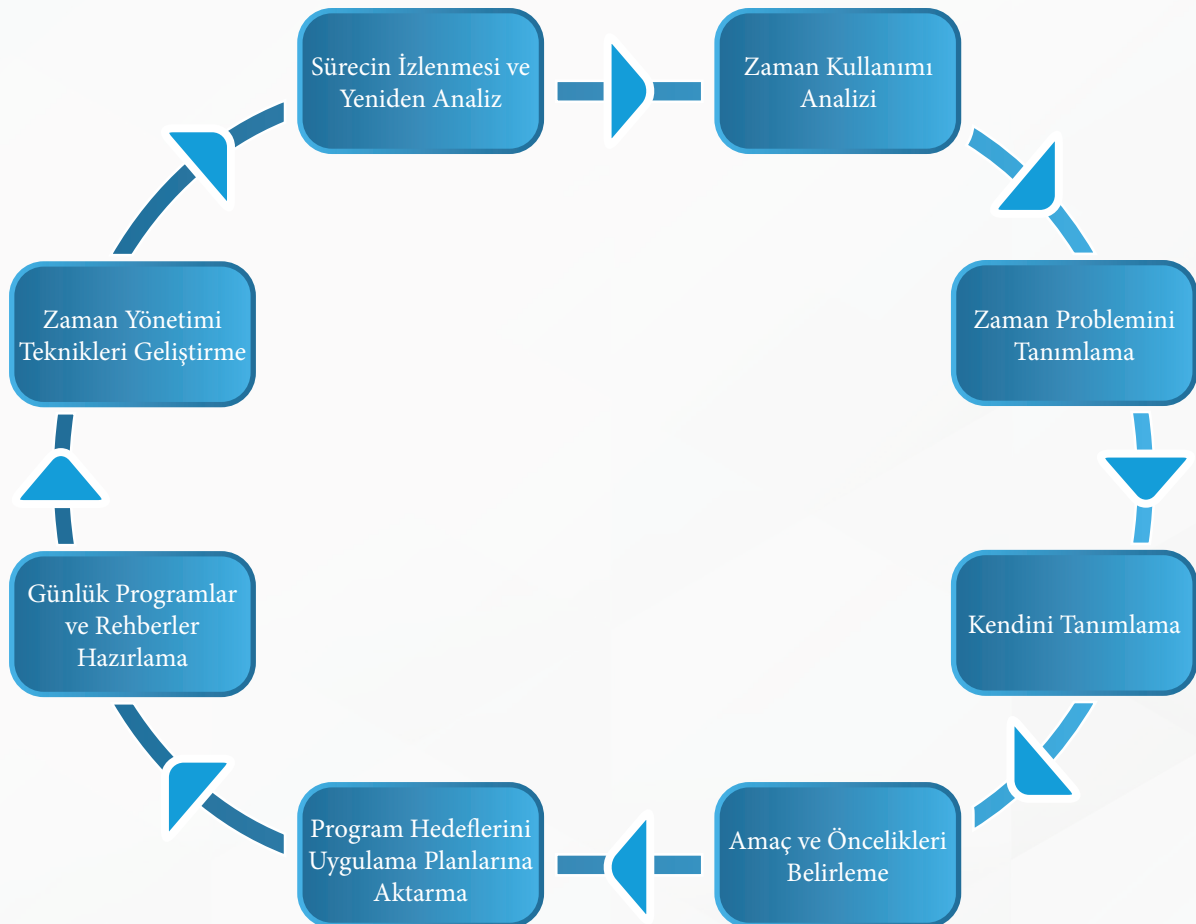 Sürecin İzlenmesi ve
Yeniden Analiz
Zaman Kullanımı
Analizi
Zaman Problemini
Tanımlama
Kendini Tanımlama
Amaç ve Öncelikleri
Belirleme
Program Hedeflerini
Uygulama Planlarına
Aktarma
Günlük Programlar
ve Rehberler
Hazırlama
Zaman Yönetimi
Teknikleri Geliştirme